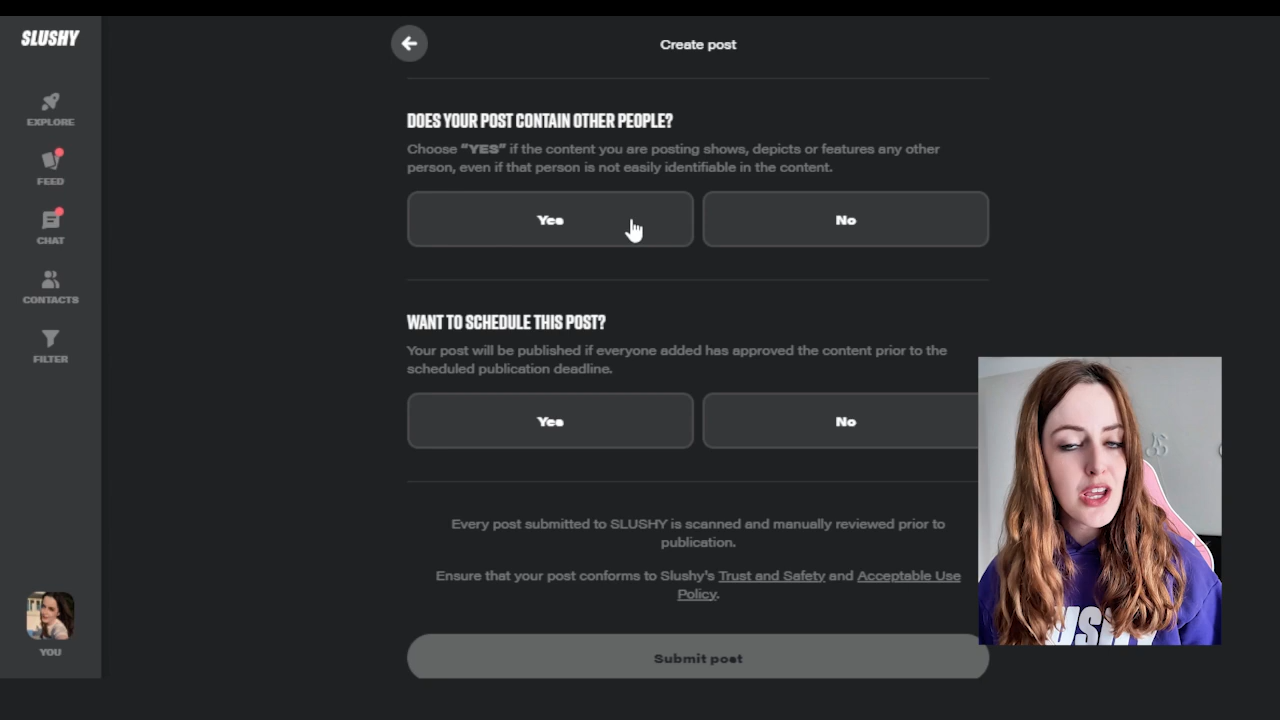 SLUSHY
Create post
EXPLORE
FEED
CHAT
CONTACTS
FILTER
YOU
DOES YOUR POST CONTAIN OTHER PEOPLE?
Choose "YES" if the content you are posting shows, depicts or features any other
person, even if that person is not easily identifiable in the content.
Yes
No
WANT TO SCHEDULE THIS POST?
Your post will be published if everyone added has approved the content prior to the
scheduled publication deadline.
Yes
No
Every post submitted to SLUSHY is scanned and manually reviewed prior to
publication.
Ensure that your post conforms to Slushy's Trust and Safety and Acceptable Use
Policy.
Submit post